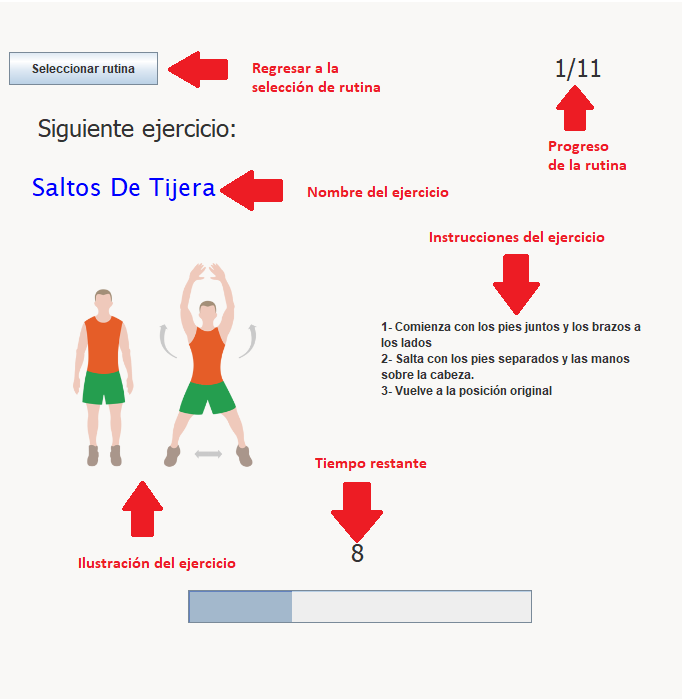 Seleccionar rutina
Regresar a la
selección de rutina
1/11
Progreso
de la rutina
Siguiente ejercicio:
Saltos De Tijera
Nombre del ejercicio
Instrucciones del ejercicio
1- Comienza con los pies juntos y los brazos a
los lados
2- Salta con los pies separados y las manos
sobre la cabeza.
3- Vuelve a la posición original
Tiempo restante
8
Ilustración del ejercicio